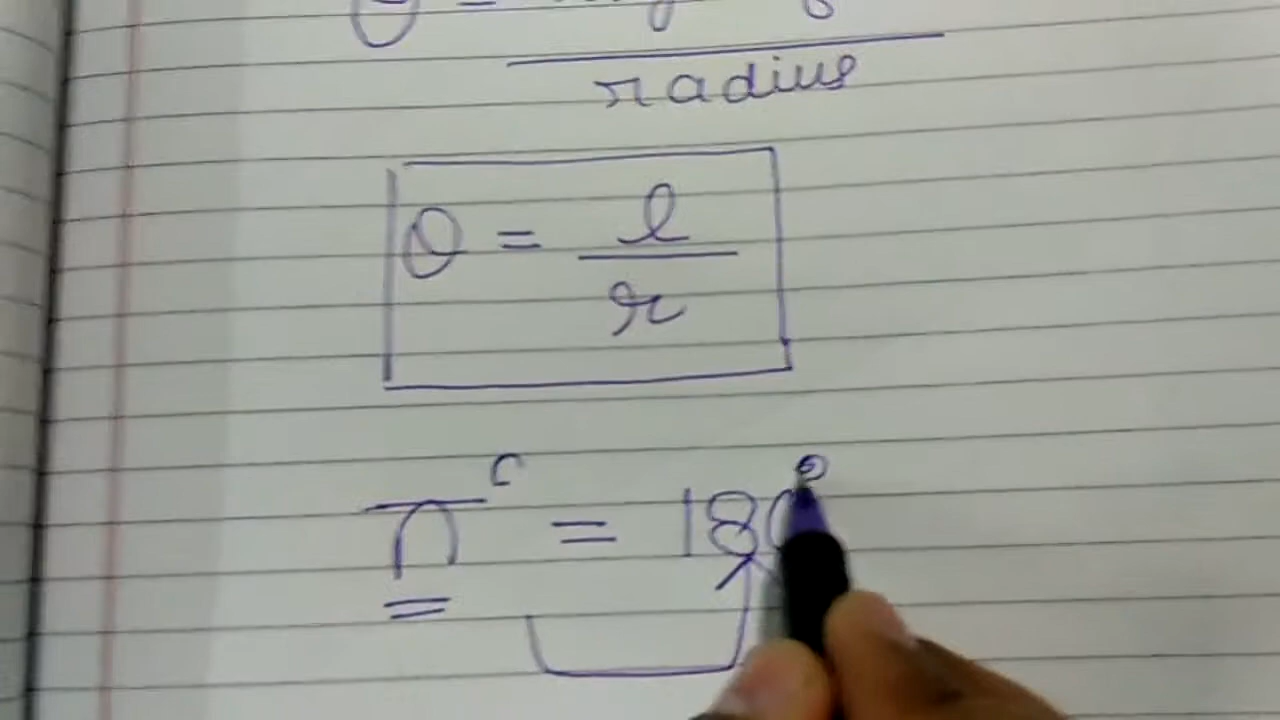 θ =
radius
θ = l
r
π^c = 180°